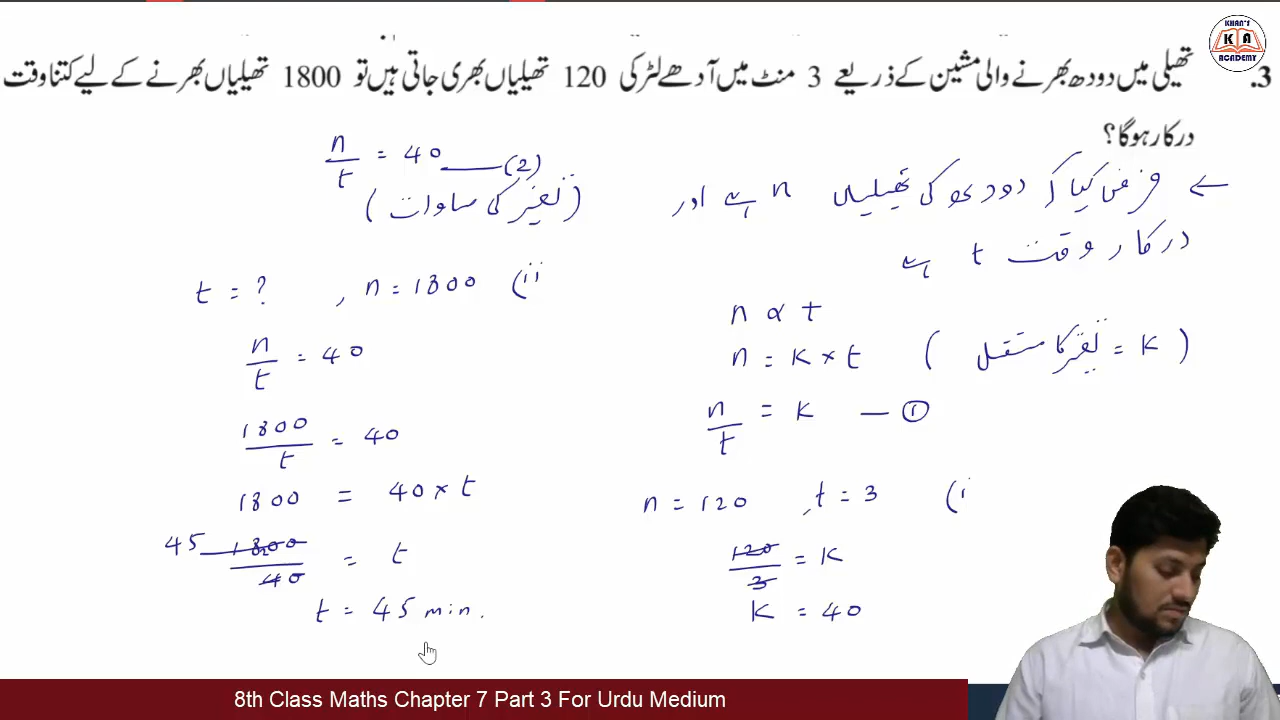 KHAN'S
K A
ACADEMY
3. تھیلی میں دودھ بھرنے والی مشین کے ذریعے 3 منٹ میں آدھے لٹر کی 120 تھیلیاں بھری جاتی ہیں تو 1800 تھیلیاں بھرنے کے لیے کتنا وقت
درکار ہوگا؟
← فرض کیا کہ دودھ کی تھیلیاں n ہے اور
درکار وقت t ہے
n ∝ t
n = K × t ( K = تغیر کا مستقل )
n/t = K — ①
i) t = 3 , n = 120
120/3 = K
K = 40
n/t = 40 —— (2)
( تغیر کی مساوات )
ii) n = 1800 , t = ?
n/t = 40
1800/t = 40
1800 = 40 × t
45 1800/40 = t
t = 45 min.
8th Class Maths Chapter 7 Part 3 For Urdu Medium